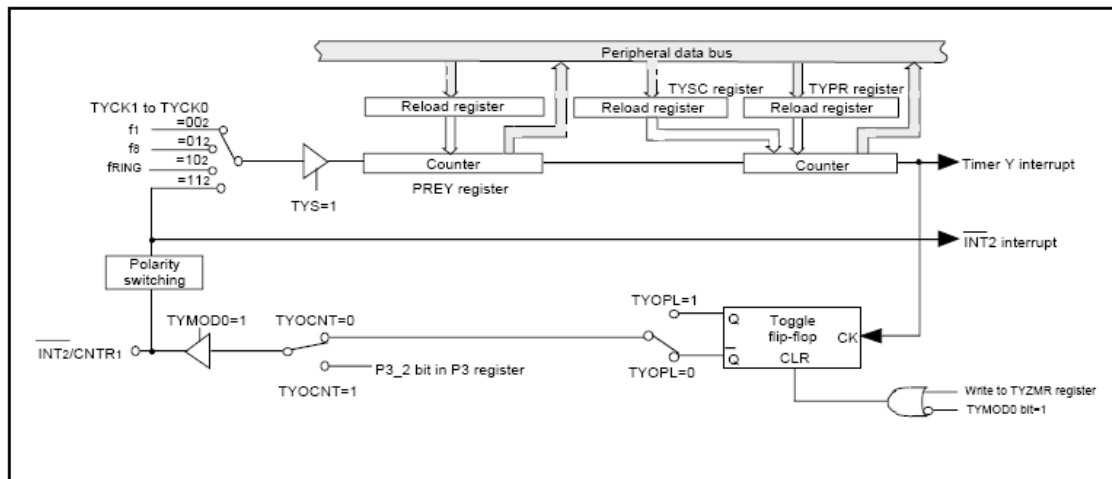 Peripheral data bus
TYSC register
TYPR register
Reload register
Reload register
Reload register
TYCK1 to TYCK0
f1
=002
f8
=012
fRING
=102
=112
Counter
PREY register
Counter
Timer Y interrupt
TYS=1
INT2 interrupt
Polarity
switching
TYMOD0=1
TYOCNT=0
TYOPL=1
Q
Toggle
flip-flop
CK
INT2/CNTR1
Q
CLR
P3_2 bit in P3 register
TYOPL=0
TYOCNT=1
Write to TYZMR register
TYMOD0 bit=1